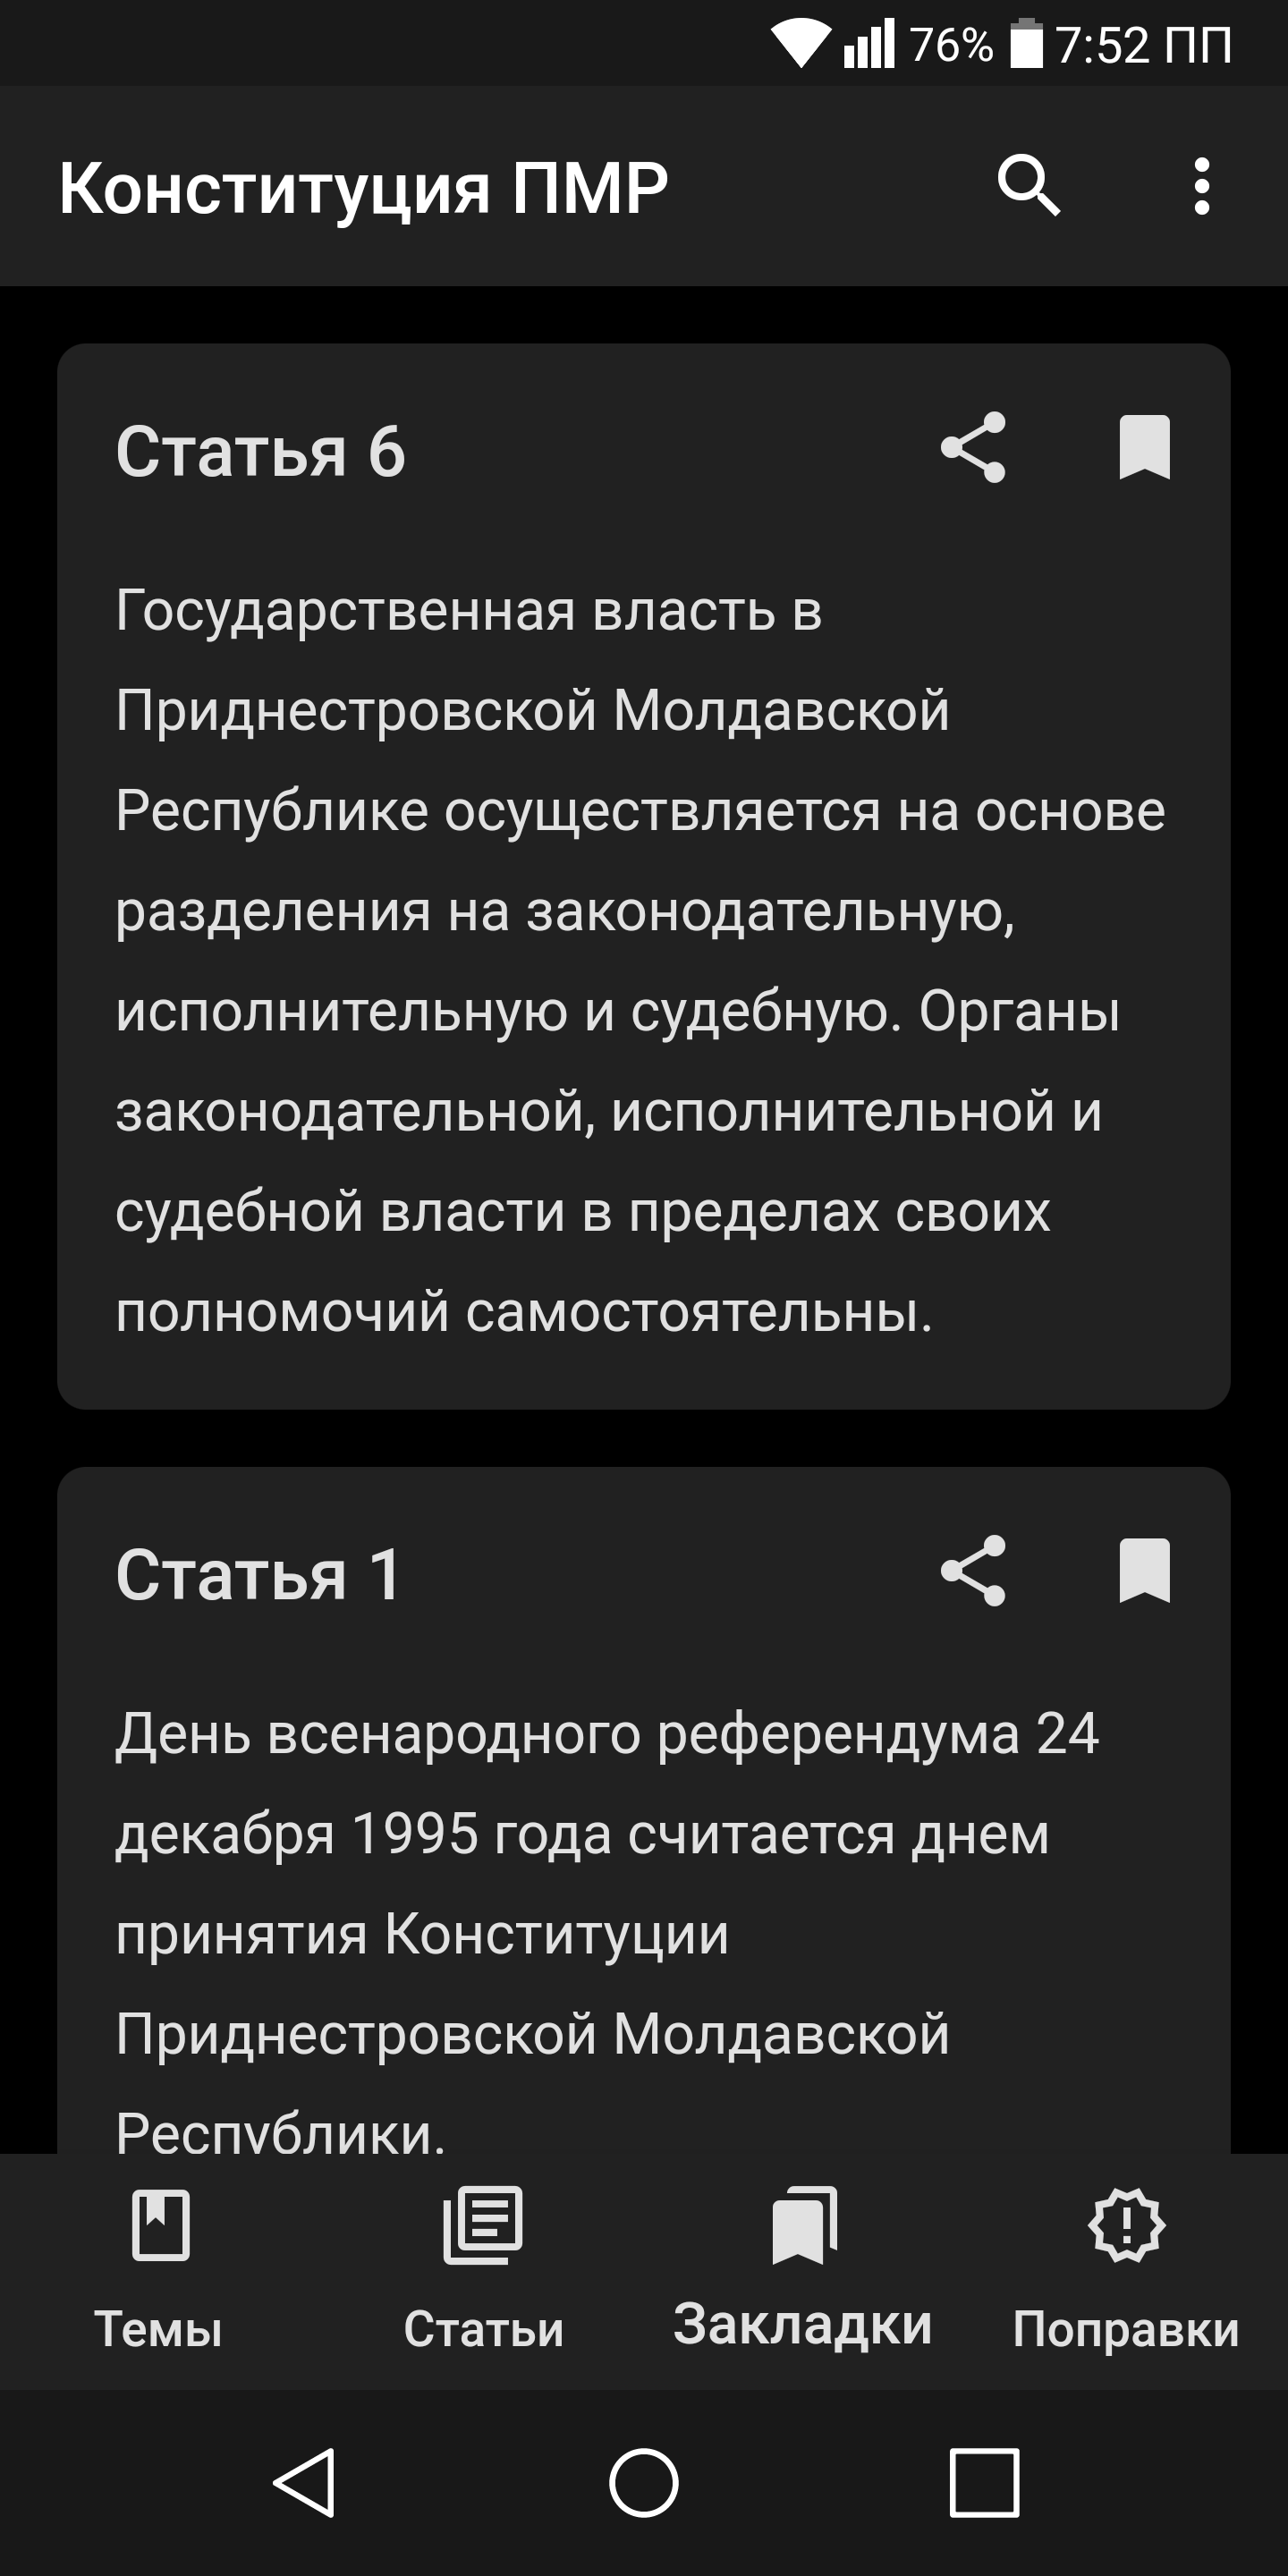 76% 7:52 ПП
Конституция ПМР
Статья 6
Государственная власть в
Приднестровской Молдавской
Республике осуществляется на основе
разделения на законодательную,
исполнительную и судебную. Органы
законодательной, исполнительной и
судебной власти в пределах своих
полномочий самостоятельны.
Статья 1
День всенародного референдума 24
декабря 1995 года считается днем
принятия Конституции
Приднестровской Молдавской
Республики.
Темы Статьи Закладки Поправки